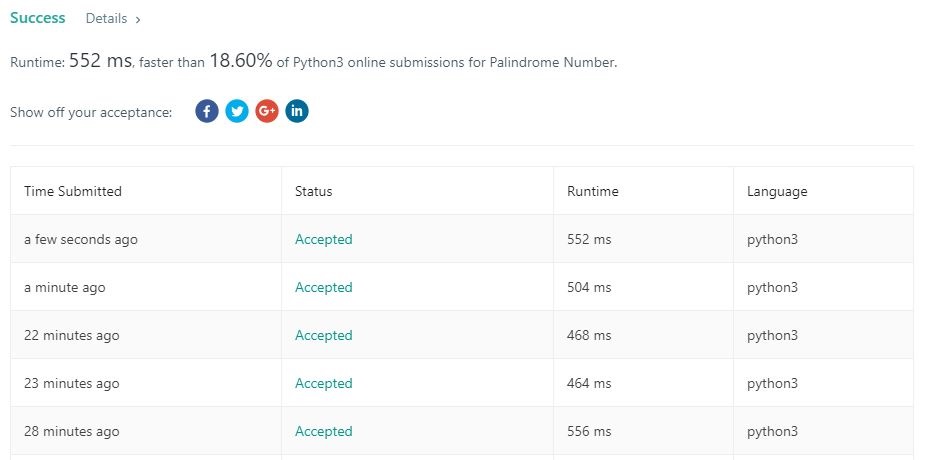 Success Details ›
Runtime: 552 ms, faster than 18.60% of Python3 online submissions for Palindrome Number.
Show off your acceptance: f G+ in
Time Submitted Status Runtime Language
a few seconds ago Accepted 552 ms python3
a minute ago Accepted 504 ms python3
22 minutes ago Accepted 468 ms python3
23 minutes ago Accepted 464 ms python3
28 minutes ago Accepted 556 ms python3